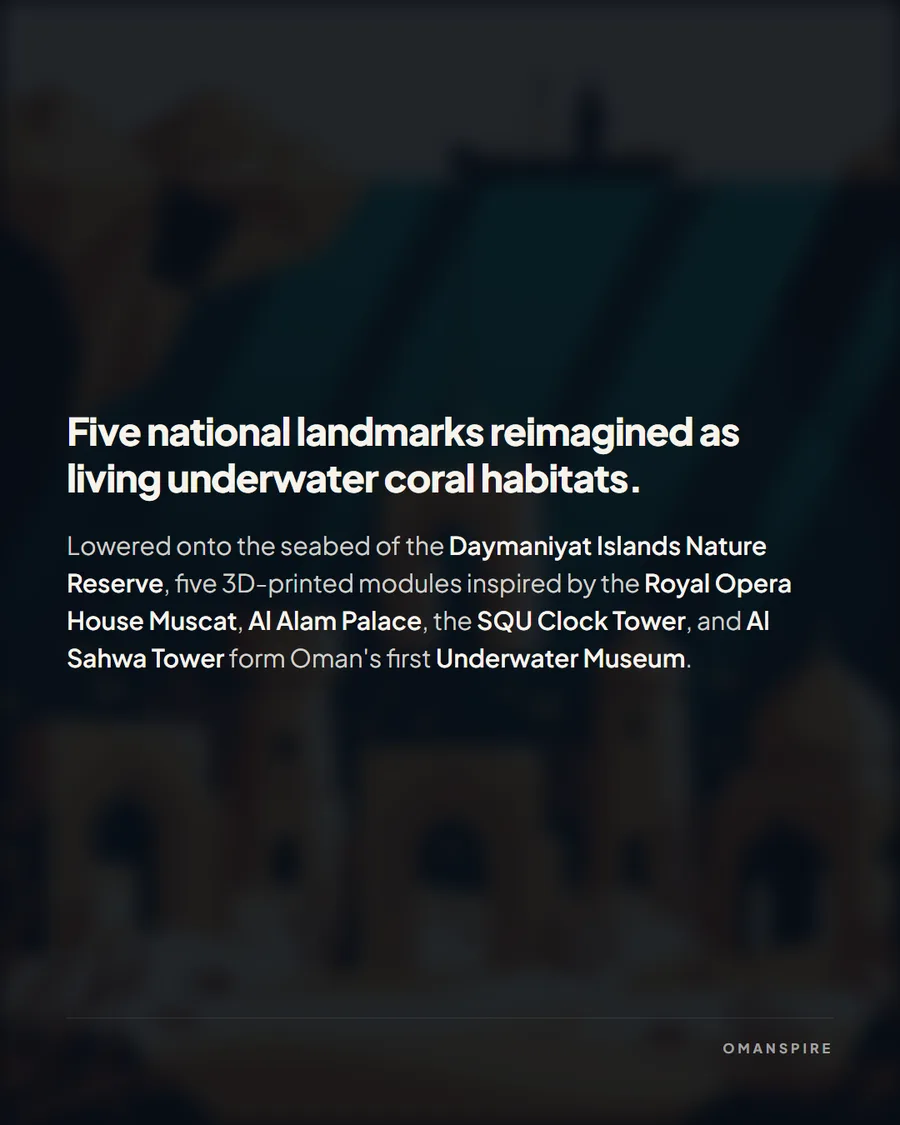 Five national landmarks reimagined as
living underwater coral habitats.
Lowered onto the seabed of the Daymaniyat Islands Nature
Reserve, five 3D-printed modules inspired by the Royal Opera
House Muscat, Al Alam Palace, the SQU Clock Tower, and Al
Sahwa Tower form Oman's first Underwater Museum.
OMANSPIRE